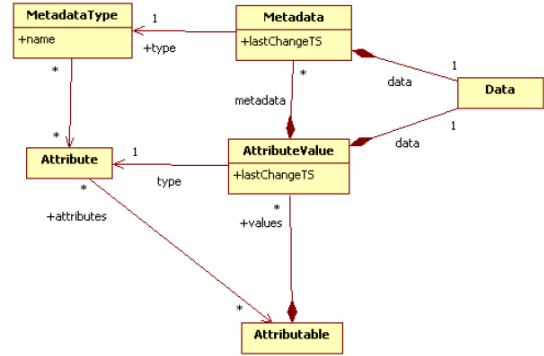 MetadataType
+name
1
+type
Metadata
+lastChangeTS
1
data
Data
*
*
*
metadata
1
data
Attribute
1
type
AttributeValue
+lastChangeTS
*
+attributes
*
+values
*
Attributable